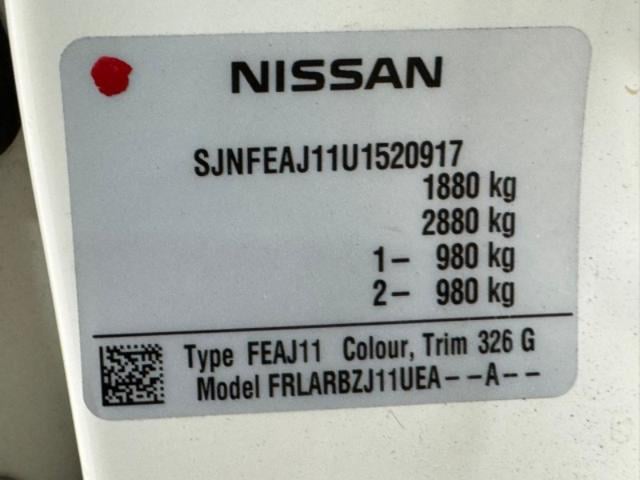 NISSAN
SJNFEAJ11U1520917
1880 kg
2880 kg
1– 980 kg
2– 980 kg
Type FEAJ11 Colour, Trim 326 G
Model FRLARBZJ11UEA--A--